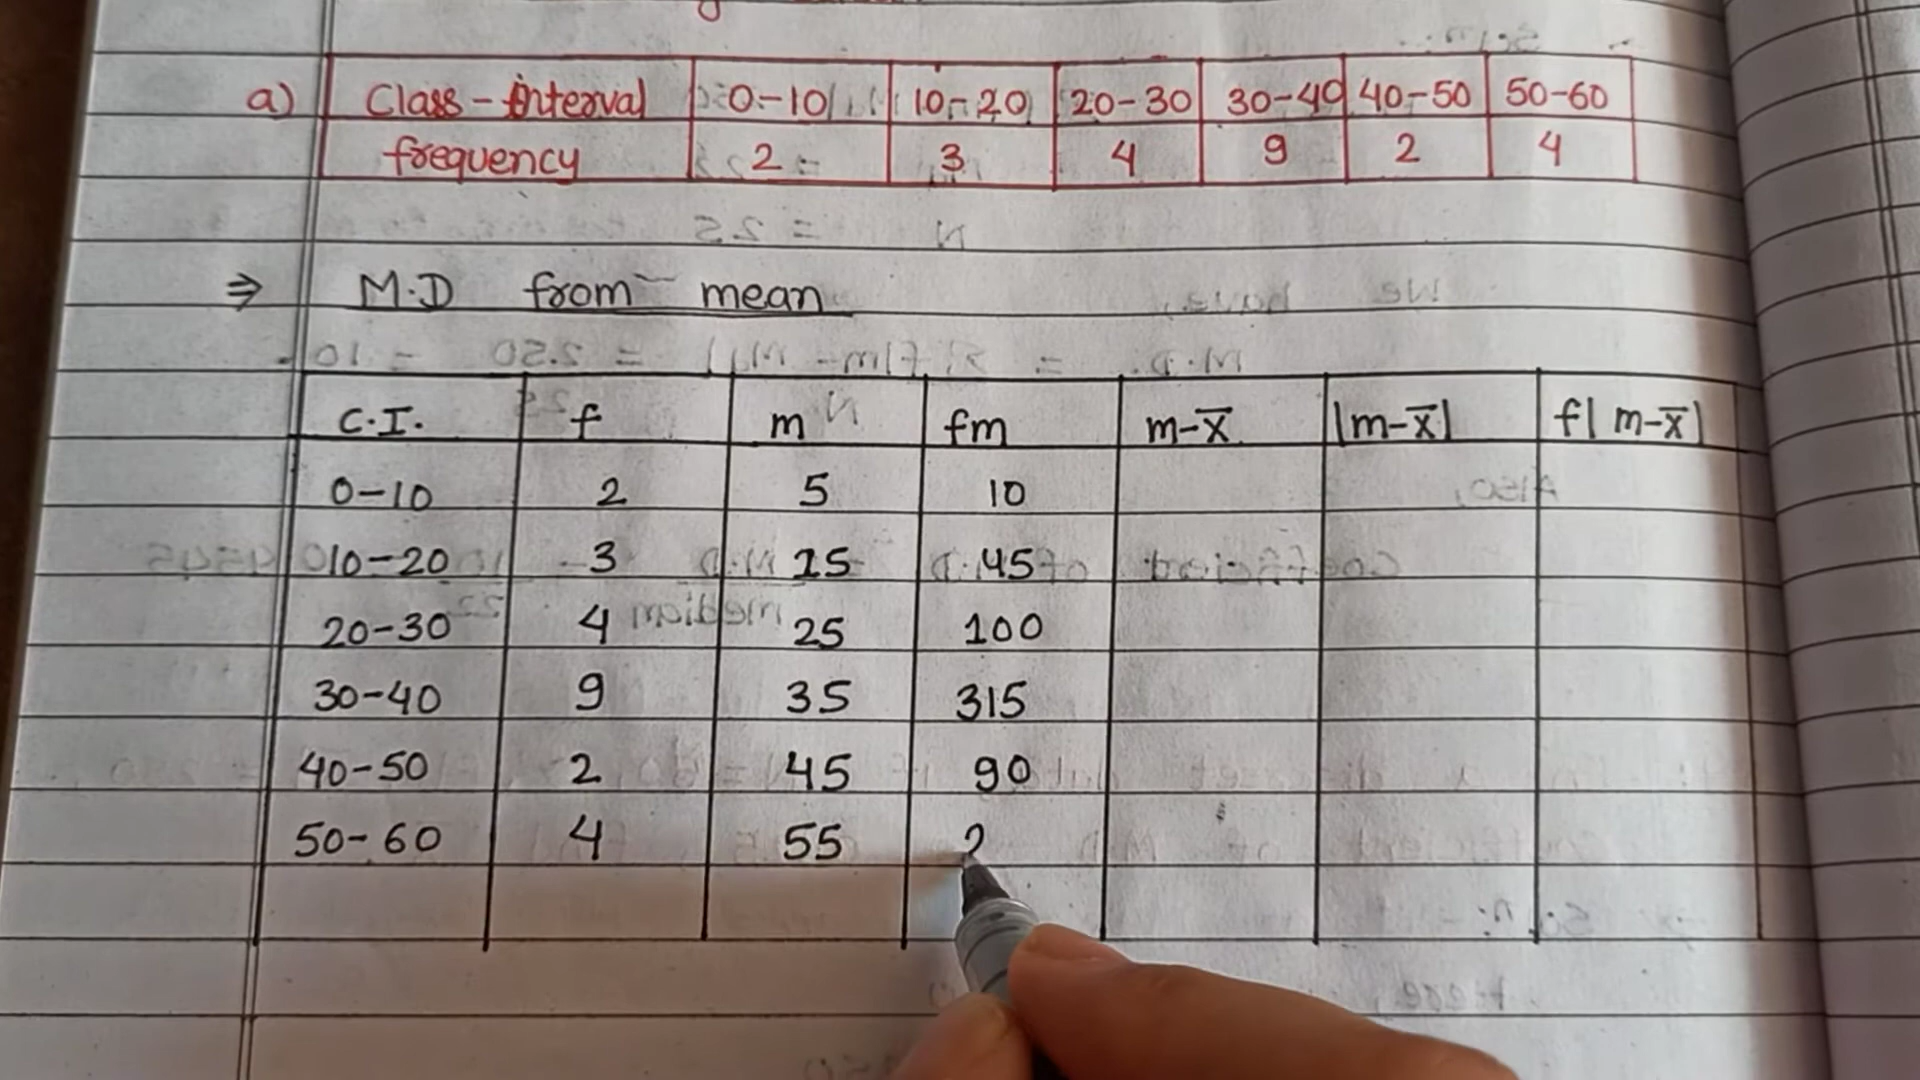 a) Class-interval 0-10 10-20 20-30 30-40 40-50 50-60
frequency 2 3 4 9 2 4
⇒ M.D from mean
C.I. f m fm m-x̅ |m-x̅| f|m-x̅|
0-10 2 5 10
10-20 3 15 45
20-30 4 25 100
30-40 9 35 315
40-50 2 45 90
50-60 4 55 2